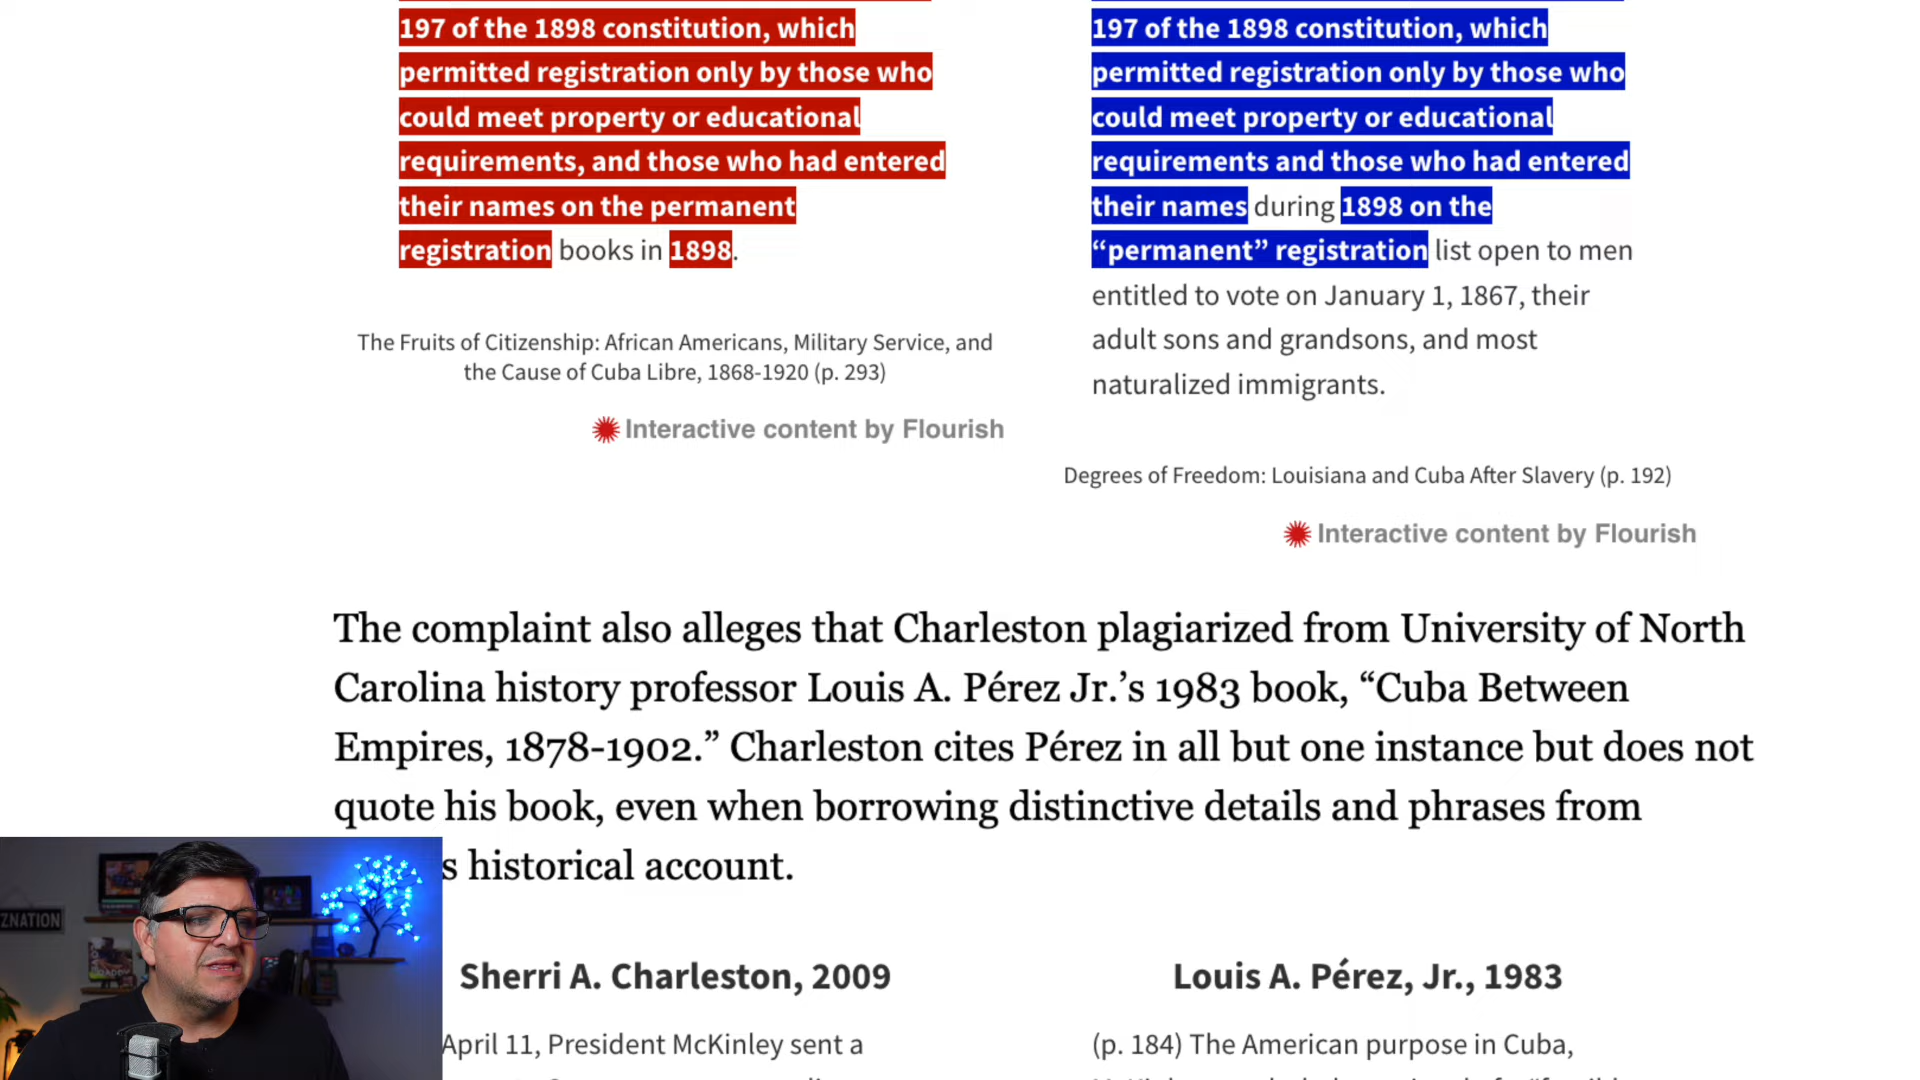 197 of the 1898 constitution, which
permitted registration only by those who
could meet property or educational
requirements, and those who had entered
their names on the permanent
registration books in 1898.
The Fruits of Citizenship: African Americans, Military Service, and
the Cause of Cuba Libre, 1868-1920 (p. 293)
Interactive content by Flourish
197 of the 1898 constitution, which
permitted registration only by those who
could meet property or educational
requirements and those who had entered
their names during 1898 on the
“permanent” registration list open to men
entitled to vote on January 1, 1867, their
adult sons and grandsons, and most
naturalized immigrants.
Degrees of Freedom: Louisiana and Cuba After Slavery (p. 192)
Interactive content by Flourish
The complaint also alleges that Charleston plagiarized from University of North
Carolina history professor Louis A. Pérez Jr.’s 1983 book, “Cuba Between
Empires, 1878-1902.” Charleston cites Pérez in all but one instance but does not
quote his book, even when borrowing distinctive details and phrases from
s historical account.
ZNATION
Sherri A. Charleston, 2009
April 11, President McKinley sent a
Louis A. Pérez, Jr., 1983
(p. 184) The American purpose in Cuba,